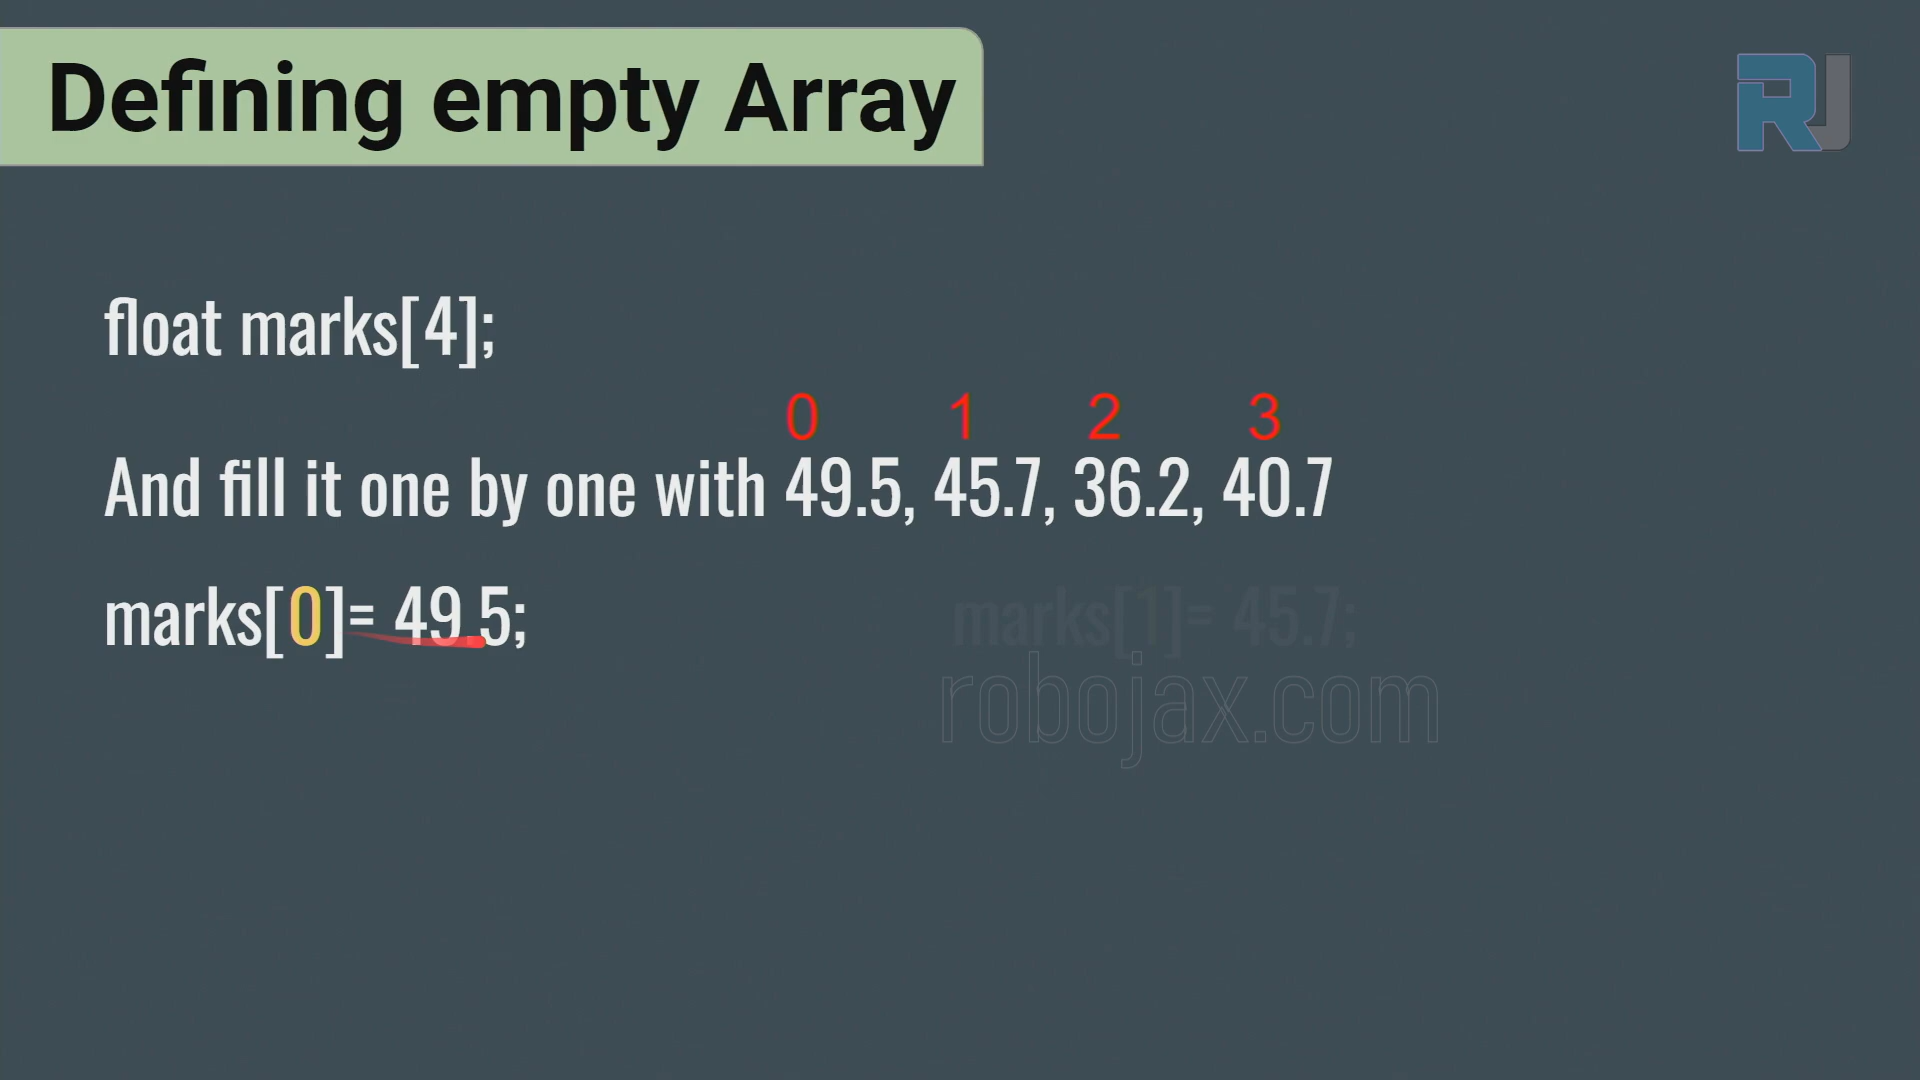 Defining empty Array
RJ
float marks[4];
0 1 2 3
And fill it one by one with 49.5, 45.7, 36.2, 40.7
marks[0]= 49.5; marks[1]= 45.7;
robojax.com